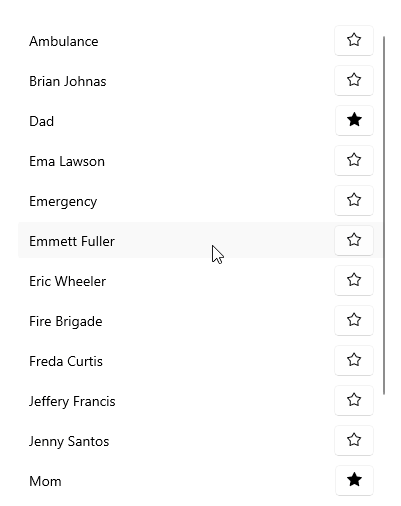 Ambulance
Brian Johnas
Dad
Ema Lawson
Emergency
Emmett Fuller
Eric Wheeler
Fire Brigade
Freda Curtis
Jeffery Francis
Jenny Santos
Mom